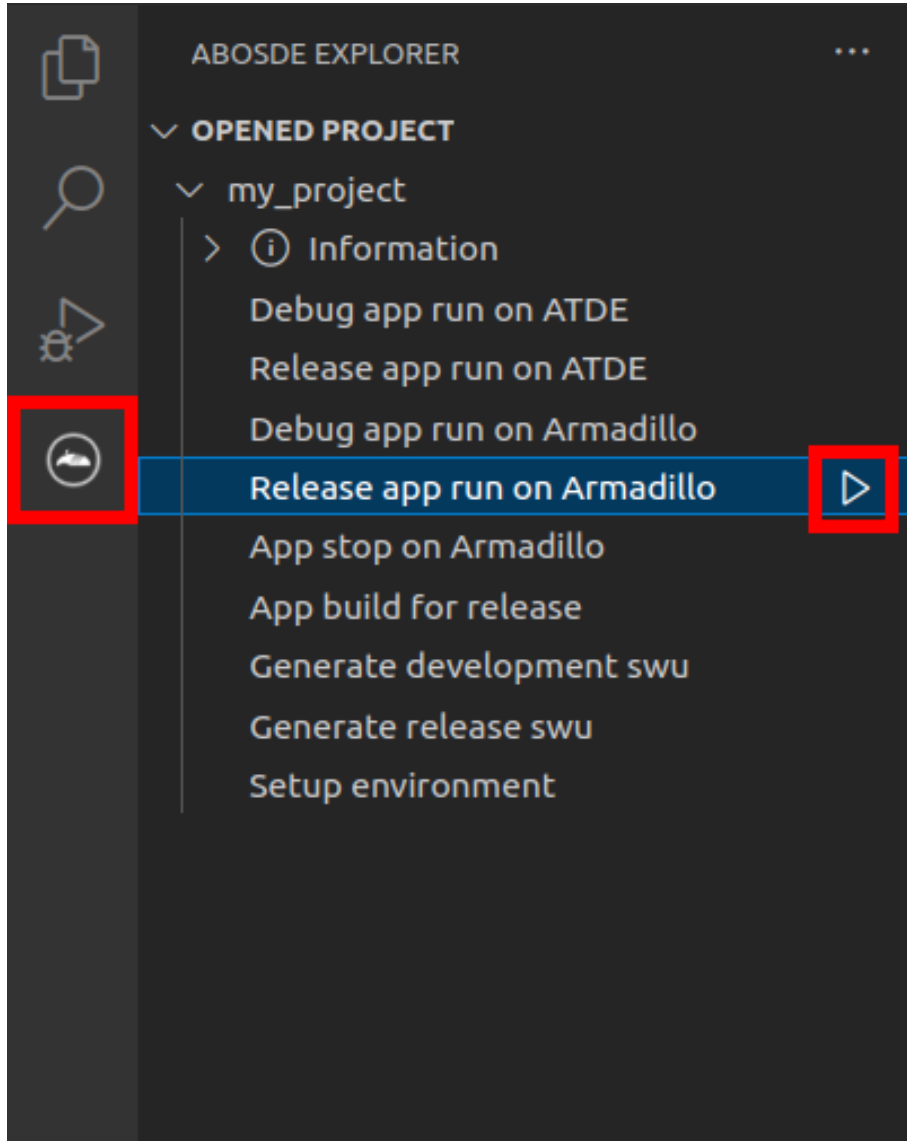 ABOSDE EXPLORER
OPENED PROJECT
my_project
Information
Debug app run on ATDE
Release app run on ATDE
Debug app run on Armadillo
Release app run on Armadillo
App stop on Armadillo
App build for release
Generate development swu
Generate release swu
Setup environment